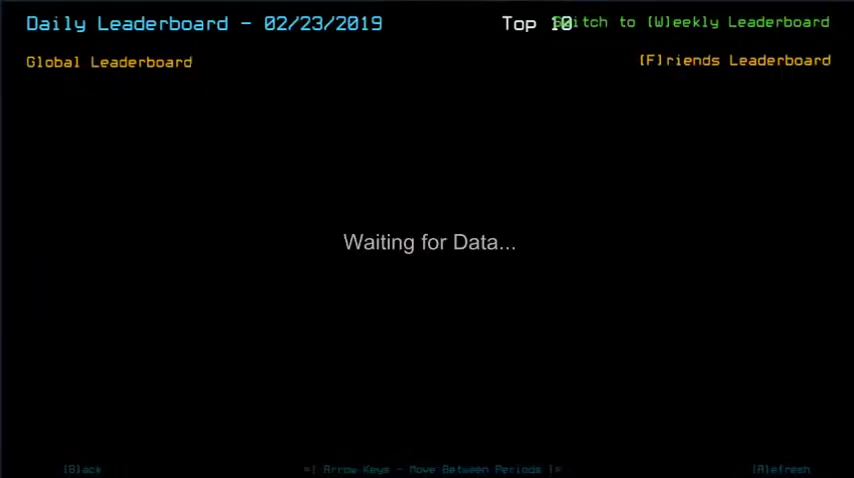 Daily Leaderboard - 02/23/2019 Top 10 Switch to [W]eekly Leaderboard
Global Leaderboard [F]riends Leaderboard
Waiting for Data...
[B]ack =[ Arrow Keys - Move Between Periods ]= [R]efresh